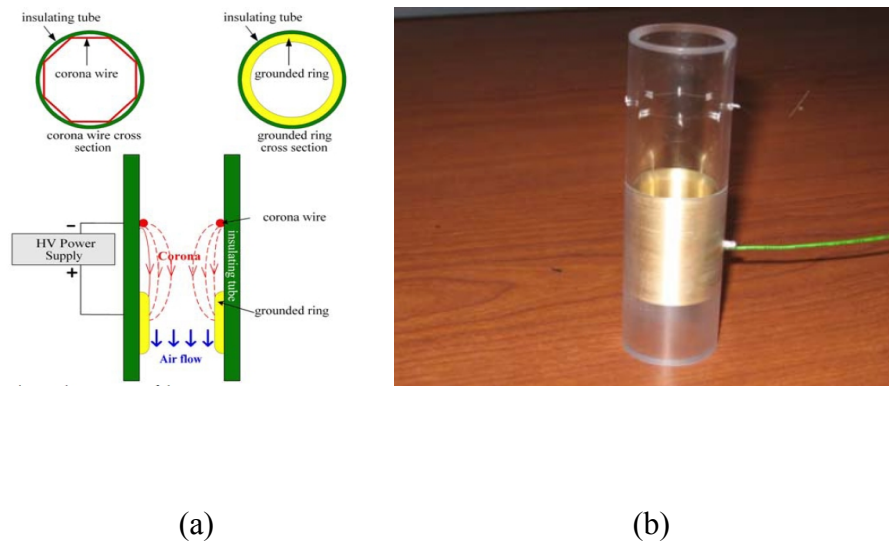 insulating tube
corona wire
corona wire cross
section
insulating tube
grounded ring
grounded ring
cross section
HV Power
Supply
−
+
Corona
corona wire
insulating tube
grounded ring
Air flow
(a)
(b)